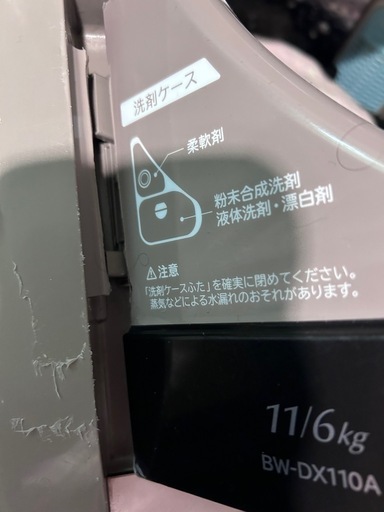 洗剤ケース
柔軟剤
粉末合成洗剤
液体洗剤・漂白剤
⚠注意
「洗剤ケースふた」を確実に閉めてください。
蒸気などによる水漏れのおそれがあります。
11/6kg
BW-DX110A